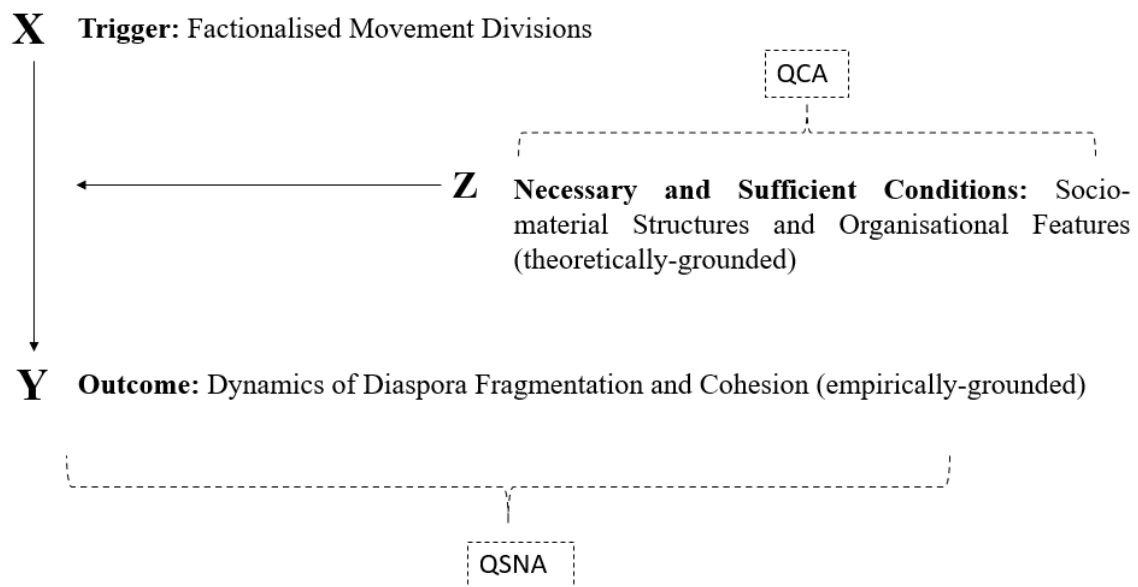 X Trigger: Factionalised Movement Divisions
QCA
Z Necessary and Sufficient Conditions: Socio-
material Structures and Organisational Features
(theoretically-grounded)
Y Outcome: Dynamics of Diaspora Fragmentation and Cohesion (empirically-grounded)
QSNA